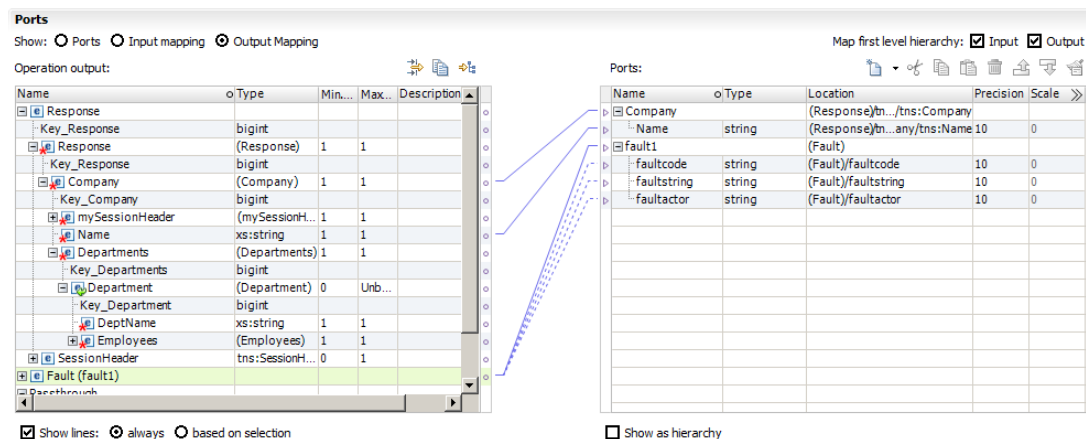 Ports
Show: Ports Input mapping Output Mapping
Map first level hierarchy: Input Output
Operation output:
Ports:
Name Type Min... Max... Description
Response
Key_Response bigint
Response (Response) 1 1
Key_Response bigint
Company (Company) 1 1
Key_Company bigint
mySessionHeader (mySessionH... 1 1
Name xs:string 1 1
Departments (Departments) 1 1
Key_Departments bigint
Department (Department) 0 Unb...
Key_Department bigint
DeptName xs:string 1 1
Employees (Employees) 1 1
SessionHeader tns:SessionH... 0 1
Fault (fault1)
Passthrough
Name Type Location Precision Scale
Company (Response)/tn.../tns:Company
Name string (Response)/tn...any/tns:Name 10 0
fault1 (Fault)
faultcode string (Fault)/faultcode 10 0
faultstring string (Fault)/faultstring 10 0
faultactor string (Fault)/faultactor 10 0
Show lines: always based on selection
Show as hierarchy